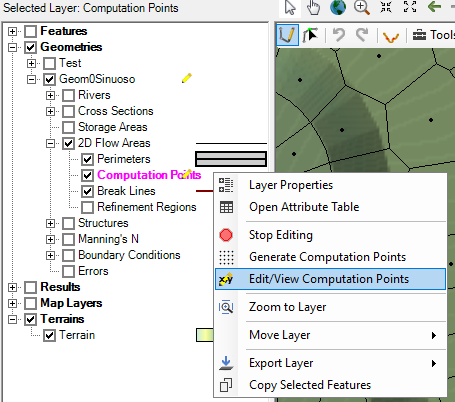 Selected Layer: Computation Points
Features
Geometries
Test
Geom0Sinuoso
Rivers
Cross Sections
Storage Areas
2D Flow Areas
Perimeters
Computation Points
Break Lines
Refinement Regions
Structures
Manning's N
Boundary Conditions
Errors
Results
Map Layers
Terrains
Terrain
Tools
Layer Properties
Open Attribute Table
Stop Editing
Generate Computation Points
x,y Edit/View Computation Points
Zoom to Layer
Move Layer
Export Layer
Copy Selected Features